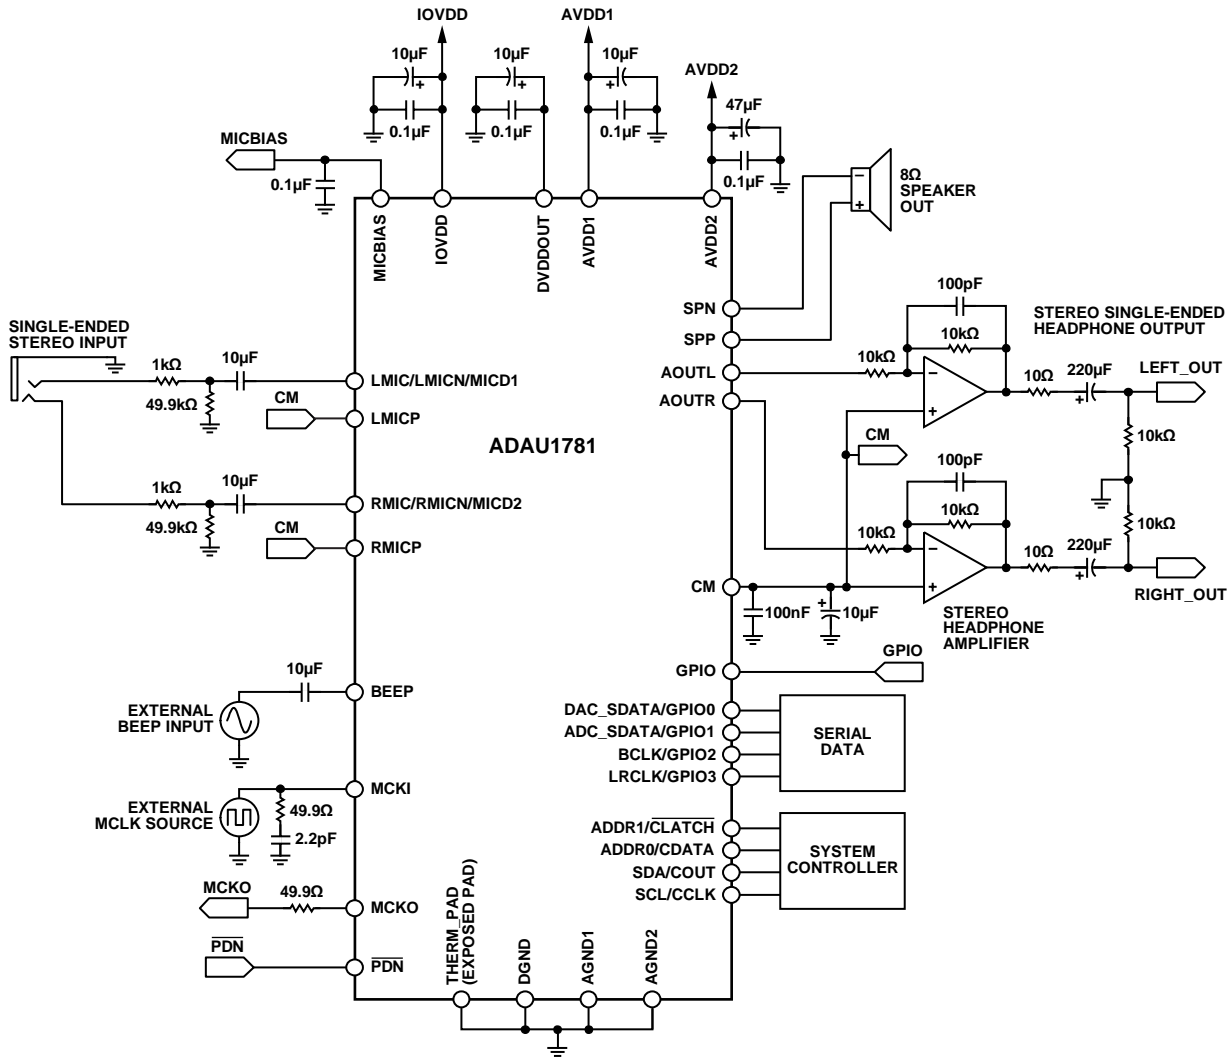 IOVDD
AVDD1
AVDD2
10µF
10µF
10µF
47µF
0.1µF
0.1µF
0.1µF
0.1µF
MICBIAS
0.1µF
MICBIAS
IOVDD
DVDDOUT
AVDD1
AVDD2
8Ω
SPEAKER
OUT
SINGLE-ENDED
STEREO INPUT
1kΩ
10µF
49.9kΩ
CM
LMIC/LMICN/MICD1
LMICP
1kΩ
10µF
49.9kΩ
CM
RMIC/RMICN/MICD2
RMICP
ADAU1781
SPN
SPP
AOUTL
AOUTR
100pF
10kΩ
10kΩ
10Ω
220µF
STEREO SINGLE-ENDED
HEADPHONE OUTPUT
LEFT_OUT
10kΩ
CM
100pF
10kΩ
10kΩ
10Ω
220µF
10kΩ
RIGHT_OUT
CM
100nF
10µF
STEREO
HEADPHONE
AMPLIFIER
GPIO
GPIO
10µF
BEEP
EXTERNAL
BEEP INPUT
DAC_SDATA/GPIO0
ADC_SDATA/GPIO1
BCLK/GPIO2
LRCLK/GPIO3
SERIAL
DATA
MCKI
EXTERNAL
MCLK SOURCE
49.9Ω
2.2pF
ADDR1/CLATCH
ADDR0/CDATA
SDA/COUT
SCL/CCLK
SYSTEM
CONTROLLER
MCKO
49.9Ω
MCKO
PDN
PDN
THERM_PAD
(EXPOSED PAD)
DGND
AGND1
AGND2
+
+
+
+
−
+
−
+
+
−
+
+
+